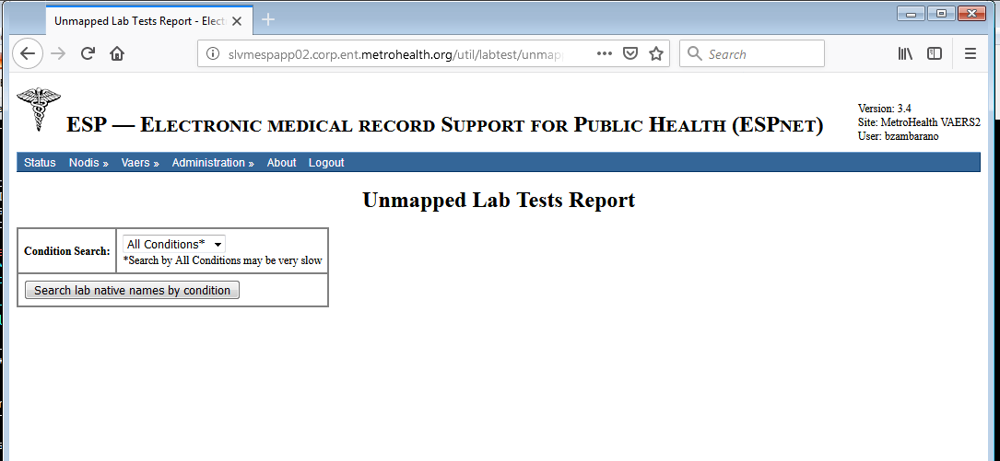 Unmapped Lab Tests Report - Elect
slvmespapp02.corp.ent.metrohealth.org/util/labtest/unmap
Search
ESP — Electronic medical record Support for Public Health (ESPnet)
Version: 3.4
Site: MetroHealth VAERS2
User: bzambarano
Status Nodis » Vaers » Administration » About Logout
Unmapped Lab Tests Report
Condition Search:
All Conditions*
*Search by All Conditions may be very slow
Search lab native names by condition